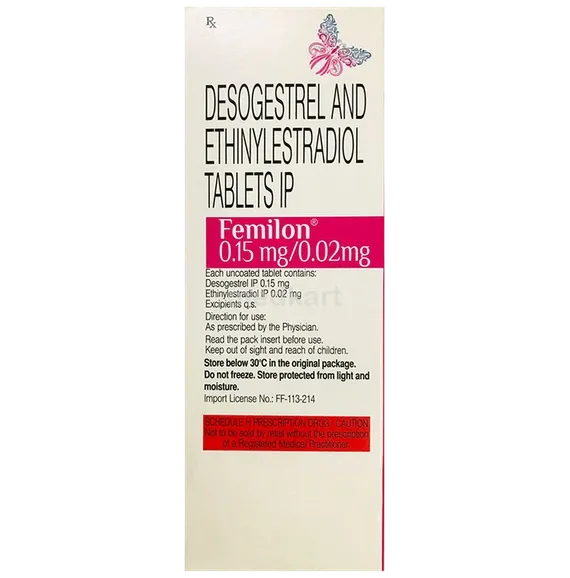 Rx
DESOGESTREL AND
ETHINYLESTRADIOL
TABLETS IP
Femilon®
0.15 mg/0.02mg
Each uncoated tablet contains:
Desogestrel IP 0.15 mg
Ethinylestradiol IP 0.02 mg
Excipients q.s.
Direction for use:
As prescribed by the Physician.
Read the pack insert before use.
Keep out of sight and reach of children.
Store below 30°C in the original package.
Do not freeze. Store protected from light and
moisture.
Import License No.: FF-113-214
SCHEDULE H PRESCRIPTION DRUG - CAUTION
Not to be sold by retail without the prescription
of a Registered Medical Practitioner.